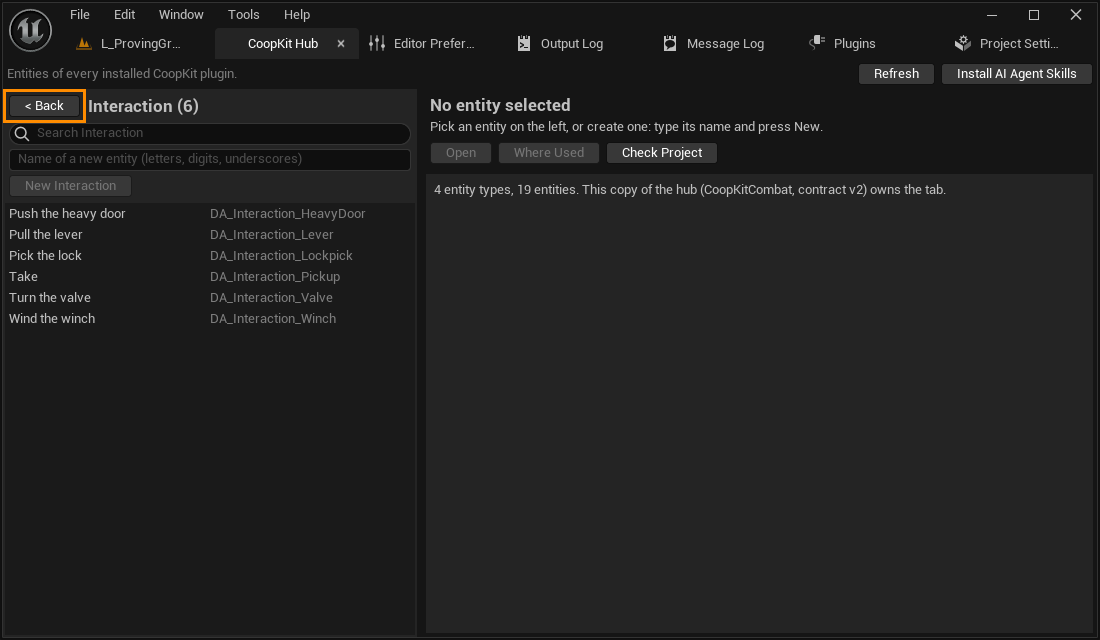 File Edit Window Tools Help
L_ProvingGr... CoopKit Hub × Editor Prefer... Output Log Message Log Plugins Project Setti...
Entities of every installed CoopKit plugin.
Refresh Install AI Agent Skills
< Back Interaction (6)
Search Interaction
Name of a new entity (letters, digits, underscores)
New Interaction
Push the heavy door DA_Interaction_HeavyDoor
Pull the lever DA_Interaction_Lever
Pick the lock DA_Interaction_Lockpick
Take DA_Interaction_Pickup
Turn the valve DA_Interaction_Valve
Wind the winch DA_Interaction_Winch
No entity selected
Pick an entity on the left, or create one: type its name and press New.
Open Where Used Check Project
4 entity types, 19 entities. This copy of the hub (CoopKitCombat, contract v2) owns the tab.